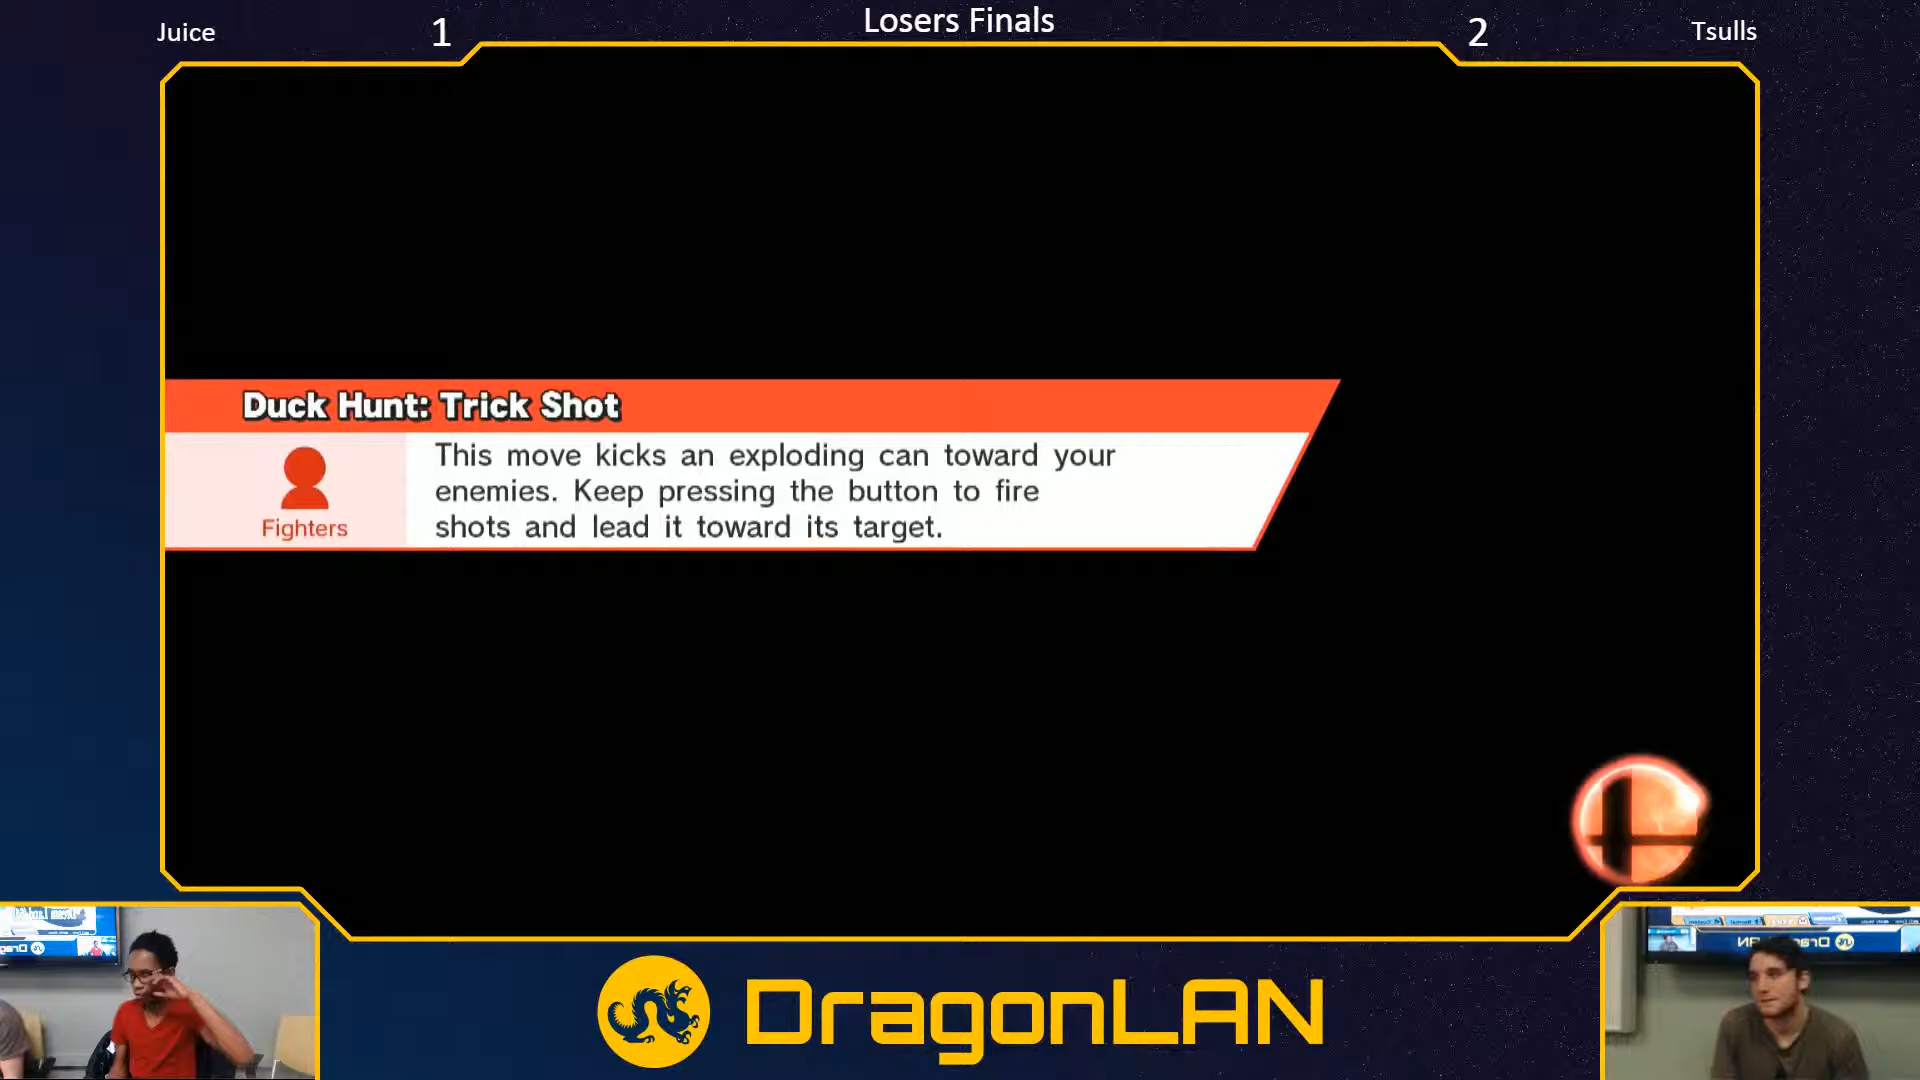 Juice
1
Losers Finals
2
Tsulls
Duck Hunt: Trick Shot
This move kicks an exploding can toward your
enemies. Keep pressing the button to fire
shots and lead it toward its target.
Fighters
DragonLAN